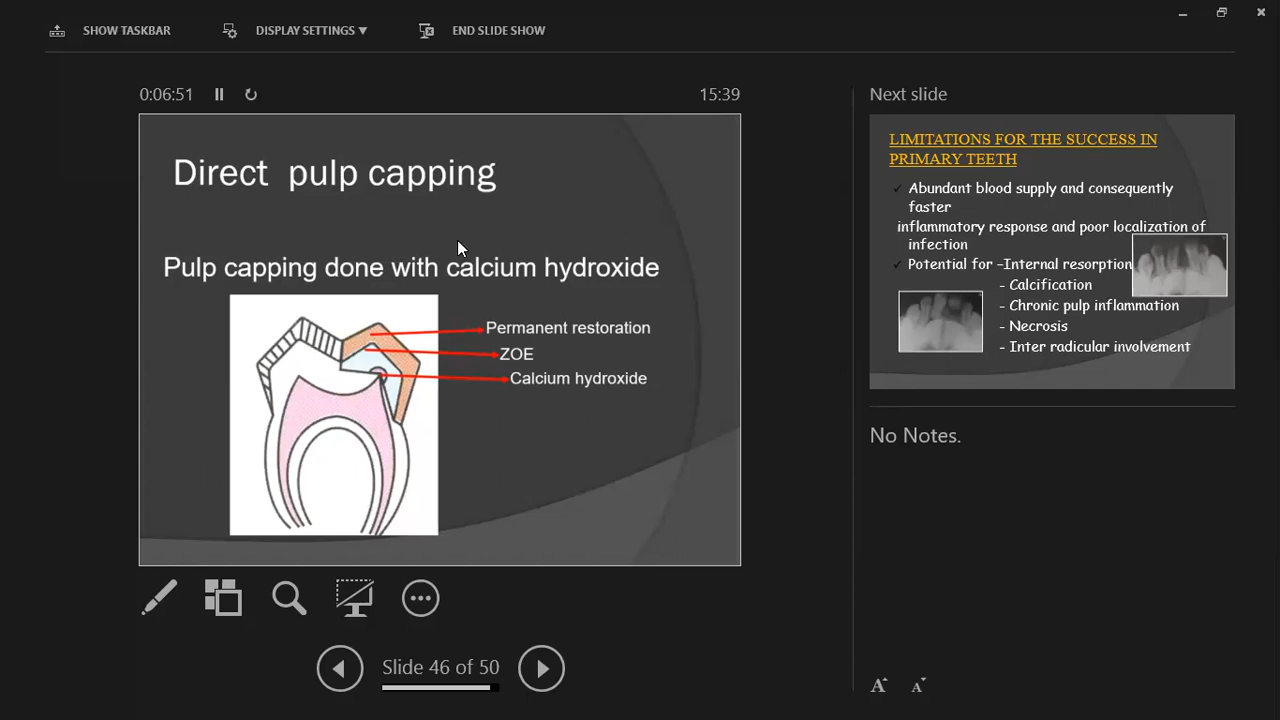 SHOW TASKBAR
DISPLAY SETTINGS ▼
END SLIDE SHOW
0:06:51
15:39
Direct pulp capping
Pulp capping done with calcium hydroxide
Permanent restoration
ZOE
Calcium hydroxide
Slide 46 of 50
Next slide
LIMITATIONS FOR THE SUCCESS IN
PRIMARY TEETH
✓ Abundant blood supply and consequently
faster
inflammatory response and poor localization of
infection
✓ Potential for –Internal resorption
- Calcification
- Chronic pulp inflammation
- Necrosis
- Inter radicular involvement
No Notes.
A A